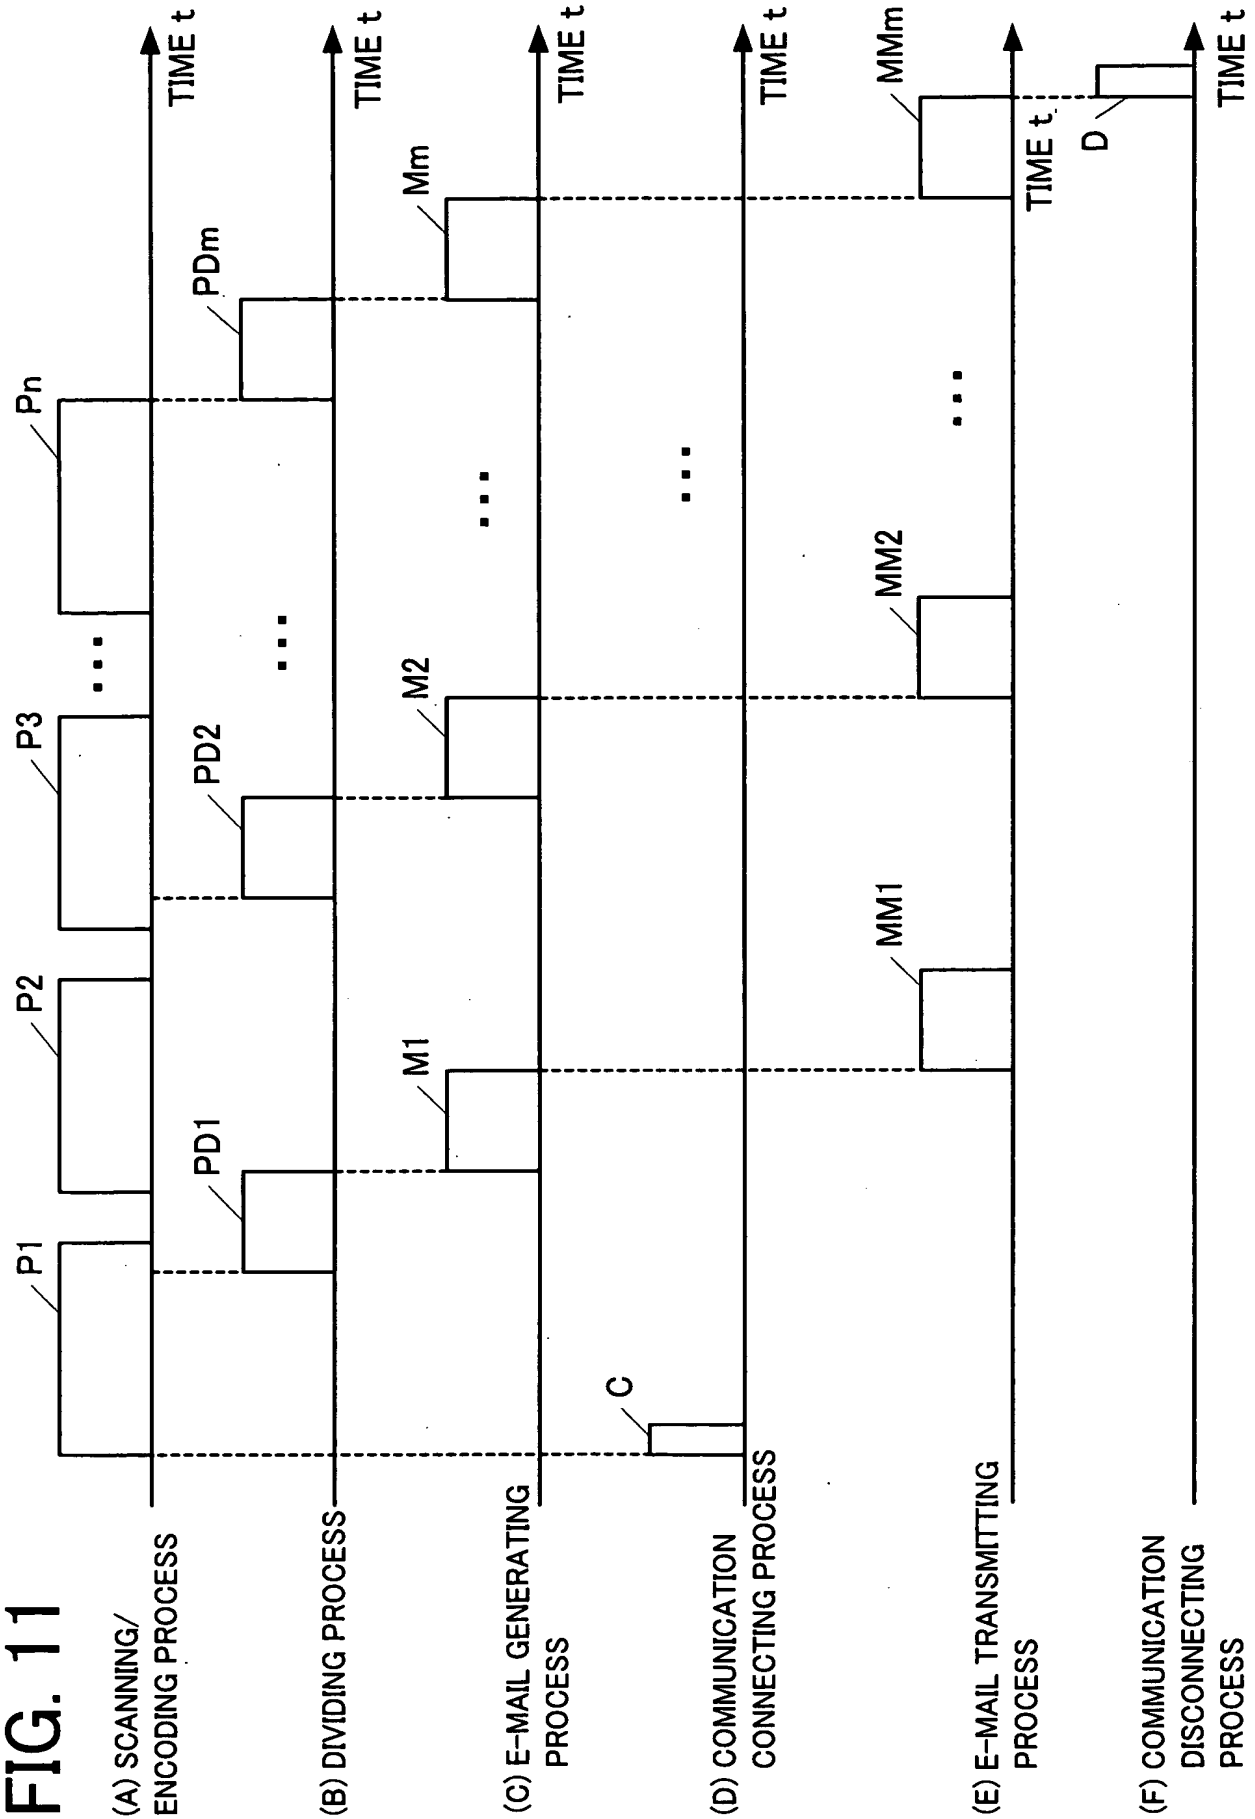 FIG. 11
(A) SCANNING/
ENCODING PROCESS
P1
P2
P3
...
Pn
TIME t
(B) DIVIDING PROCESS
PD1
PD2
...
PDm
TIME t
(C) E-MAIL GENERATING
PROCESS
M1
M2
...
Mm
TIME t
(D) COMMUNICATION
CONNECTING PROCESS
C
...
TIME t
(E) E-MAIL TRANSMITTING
PROCESS
MM1
MM2
...
MMm
TIME t
(F) COMMUNICATION
DISCONNECTING
PROCESS
D
TIME t